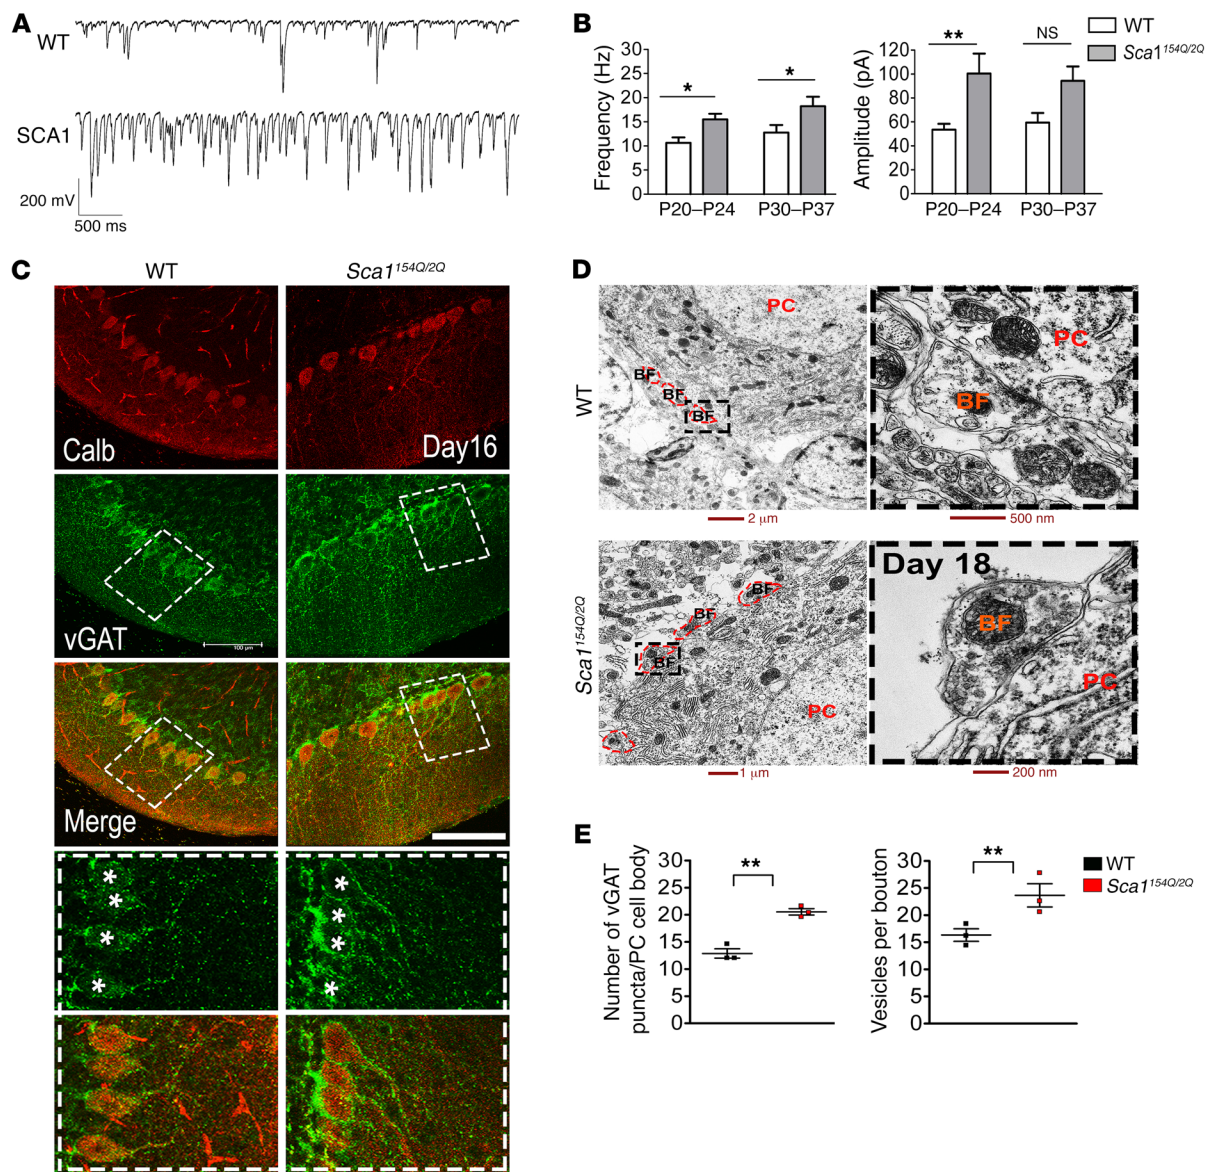 A
WT
SCA1
200 mV
500 ms
B
Frequency (Hz)
30
25
20
15
10
5
0
*
*
P20–P24
P30–P37
Amplitude (pA)
120
100
80
60
40
20
0
**
NS
P20–P24
P30–P37
WT
Sca1154Q/2Q
C
WT
Sca1154Q/2Q
Calb
Day16
vGAT
100 µm
Merge
*
*
*
*
*
*
*
*
D
WT
PC
BF
BF
BF
2 µm
PC
BF
500 nm
Sca1154Q/2Q
BF
BF
BF
PC
1 µm
Day 18
BF
PC
200 nm
E
Number of vGAT
puncta/PC cell body
30
25
20
15
10
5
0
**
Vesicles per bouton
30
25
20
15
10
5
0
**
WT
Sca1154Q/2Q